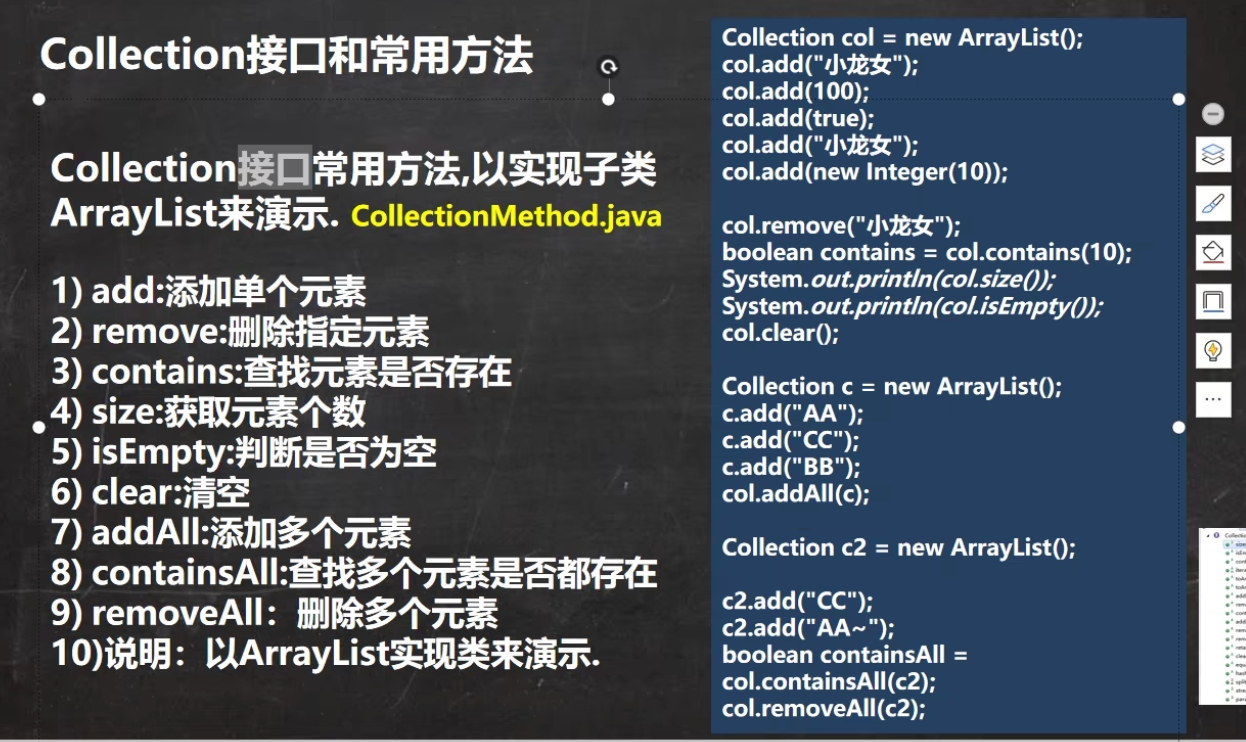 Collection接口和常用方法
Collection接口常用方法,以实现子类
ArrayList来演示. CollectionMethod.java
1) add:添加单个元素
2) remove:删除指定元素
3) contains:查找元素是否存在
4) size:获取元素个数
5) isEmpty:判断是否为空
6) clear:清空
7) addAll:添加多个元素
8) containsAll:查找多个元素是否都存在
9) removeAll：删除多个元素
10)说明：以ArrayList实现类来演示.
Collection col = new ArrayList();
col.add("小龙女");
col.add(100);
col.add(true);
col.add("小龙女");
col.add(new Integer(10));
col.remove("小龙女");
boolean contains = col.contains(10);
System.out.println(col.size());
System.out.println(col.isEmpty());
col.clear();
Collection c = new ArrayList();
c.add("AA");
c.add("CC");
c.add("BB");
col.addAll(c);
Collection c2 = new ArrayList();
c2.add("CC");
c2.add("AA~");
boolean containsAll =
col.containsAll(c2);
col.removeAll(c2);